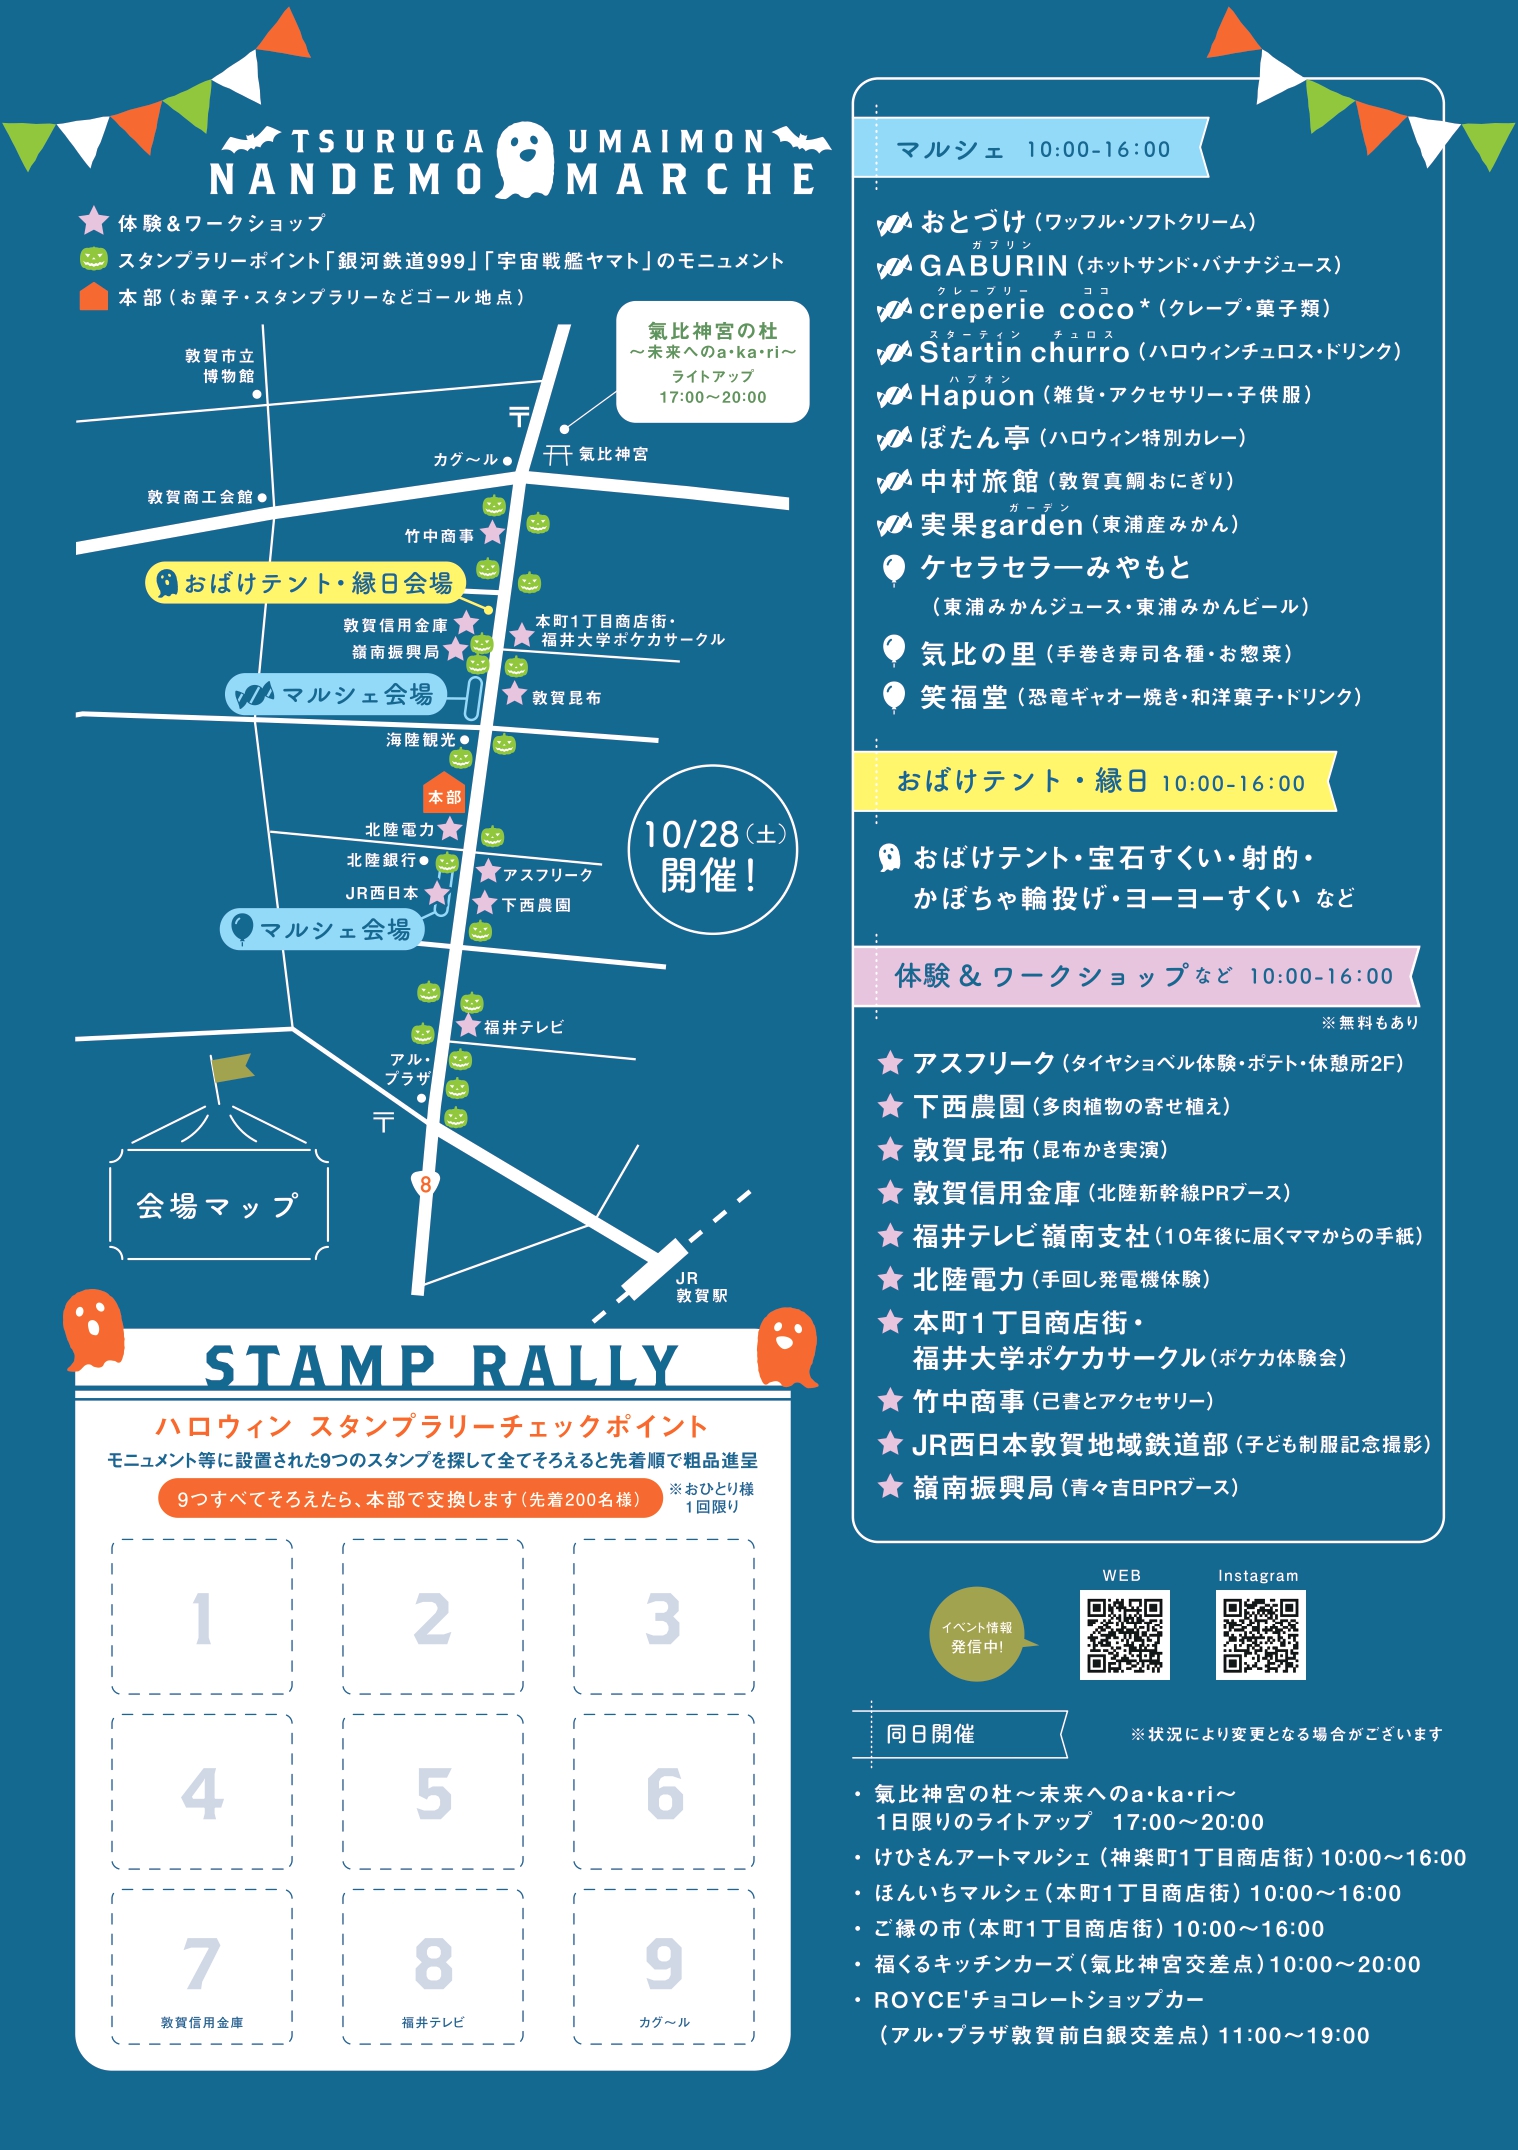 TSURUGA UMAIMON
NANDEMO MARCHE
体験&ワークショップ
スタンプラリーポイント「銀河鉄道999」「宇宙戦艦ヤマト」のモニュメント
本部(お菓子・スタンプラリーなどゴール地点)
氣比神宮の杜
~未来へのa・ka・ri~
ライトアップ
17:00~20:00
敦賀市立
博物館
〒
カグ~ル
氣比神宮
敦賀商工会館
竹中商事
おばけテント・縁日会場
敦賀信用金庫
嶺南振興局
本町1丁目商店街・
福井大学ポケカサークル
マルシェ会場
敦賀昆布
海陸観光
本部
北陸電力
北陸銀行
アスフリーク
JR西日本
下西農園
マルシェ会場
10/28(土)
開催!
福井テレビ
アル・
プラザ
〒
8
会場マップ
JR
敦賀駅
STAMP RALLY
ハロウィン スタンプラリーチェックポイント
モニュメント等に設置された9つのスタンプを探して全てそろえると先着順で粗品進呈
9つすべてそろえたら、本部で交換します(先着200名様)
※おひとり様
1回限り
1
2
3
4
5
6
7
敦賀信用金庫
8
福井テレビ
9
カグ~ル
マルシェ 10:00-16:00
おとづけ(ワッフル・ソフトクリーム)
ガブリン
GABURIN(ホットサンド・バナナジュース)
クレープリー ココ
creperie coco*(クレープ・菓子類)
スターティン チュロス
Startin churro(ハロウィンチュロス・ドリンク)
ハプオン
Hapuon(雑貨・アクセサリー・子供服)
ぼたん亭(ハロウィン特別カレー)
中村旅館(敦賀真鯛おにぎり)
ガーデン
実果garden(東浦産みかん)
ケセラセラ―みやもと
(東浦みかんジュース・東浦みかんビール)
気比の里(手巻き寿司各種・お惣菜)
笑福堂(恐竜ギャオー焼き・和洋菓子・ドリンク)
おばけテント・縁日 10:00-16:00
おばけテント・宝石すくい・射的・
かぼちゃ輪投げ・ヨーヨーすくい など
体験 & ワークショップなど 10:00-16:00
※無料もあり
アスフリーク(タイヤショベル体験・ポテト・休憩所2F)
下西農園(多肉植物の寄せ植え)
敦賀昆布(昆布かき実演)
敦賀信用金庫(北陸新幹線PRブース)
福井テレビ嶺南支社(10年後に届くママからの手紙)
北陸電力(手回し発電機体験)
本町1丁目商店街・
福井大学ポケカサークル(ポケカ体験会)
竹中商事(己書とアクセサリー)
JR西日本敦賀地域鉄道部(子ども制服記念撮影)
嶺南振興局(青々吉日PRブース)
イベント情報
発信中!
WEB
Instagram
同日開催
※状況により変更となる場合がございます
・ 氣比神宮の杜~未来へのa・ka・ri~
1日限りのライトアップ 17:00~20:00
・ けひさんアートマルシェ(神楽町1丁目商店街)10:00~16:00
・ ほんいちマルシェ(本町1丁目商店街)10:00~16:00
・ ご縁の市(本町1丁目商店街)10:00~16:00
・ 福くるキッチンカーズ(氣比神宮交差点)10:00~20:00
・ ROYCE'チョコレートショップカー
(アル・プラザ敦賀前白銀交差点)11:00~19:00